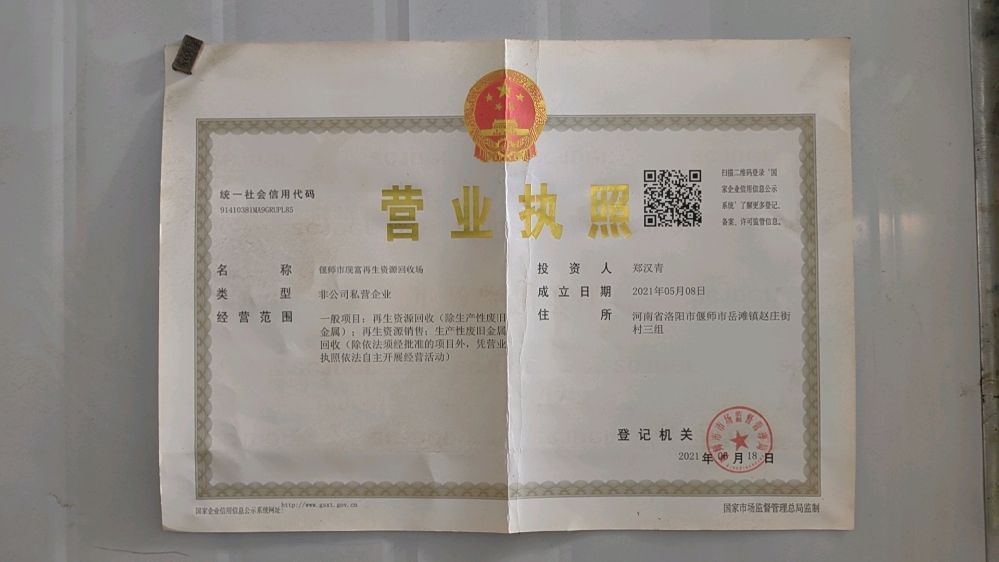 统一社会信用代码
91410381MA9GRUPL85
营业执照
扫描二维码登录‘国
家企业信用信息公示
系统’了解更多登记、
备案、许可监管信息。
名称 偃师市现富再生资源回收场
类型 非公司私营企业
经营范围 一般项目：再生资源回收（除生产性废旧
金属）；再生资源销售；生产性废旧金属
回收（除依法须经批准的项目外，凭营业
执照依法自主开展经营活动）
投资人 郑汉青
成立日期 2021年05月08日
住所 河南省洛阳市偃师市岳滩镇赵庄街
村三组
登记机关
2021年06月18日
国家企业信用信息公示系统网址：http://www.gsxt.gov.cn
国家市场监督管理总局监制